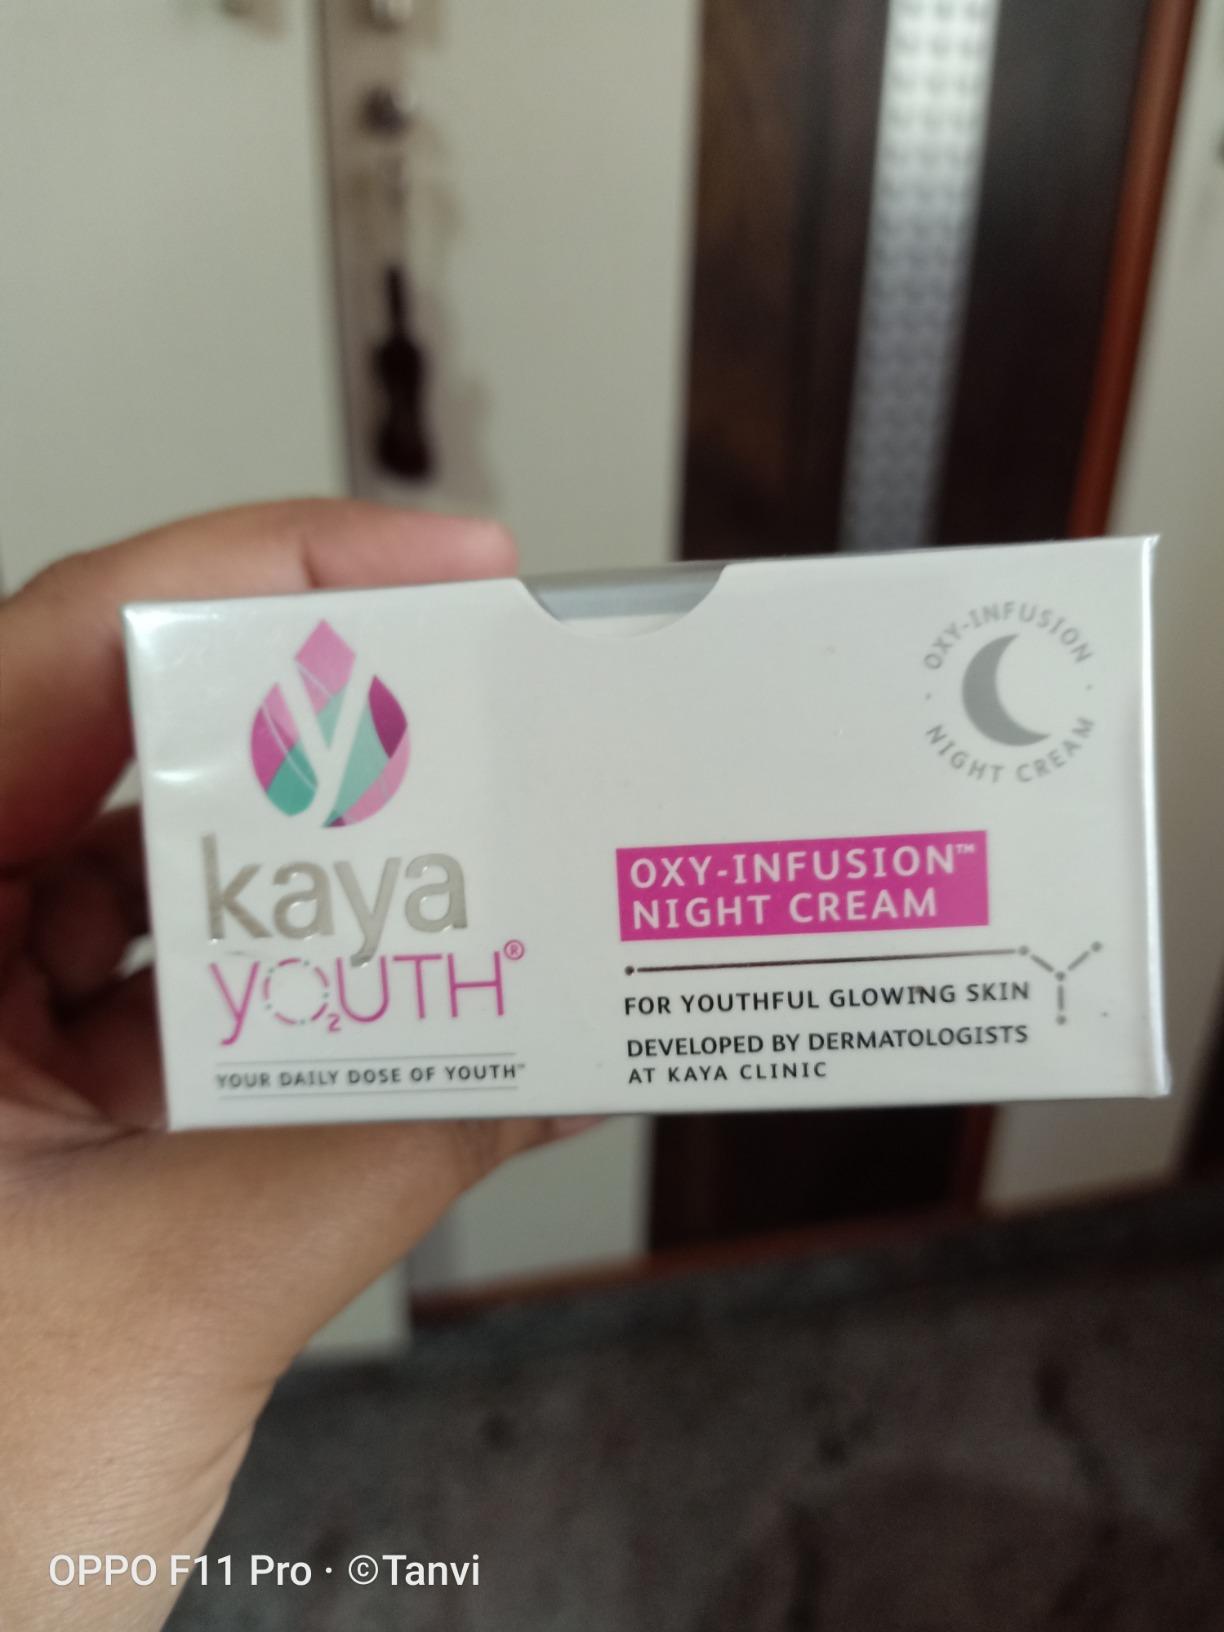 OXY-INFUSION
NIGHT CREAM
kaya
YO₂UTH®
YOUR DAILY DOSE OF YOUTH™
OXY-INFUSION™
NIGHT CREAM
FOR YOUTHFUL GLOWING SKIN
DEVELOPED BY DERMATOLOGISTS
AT KAYA CLINIC
OPPO F11 Pro · ©Tanvi